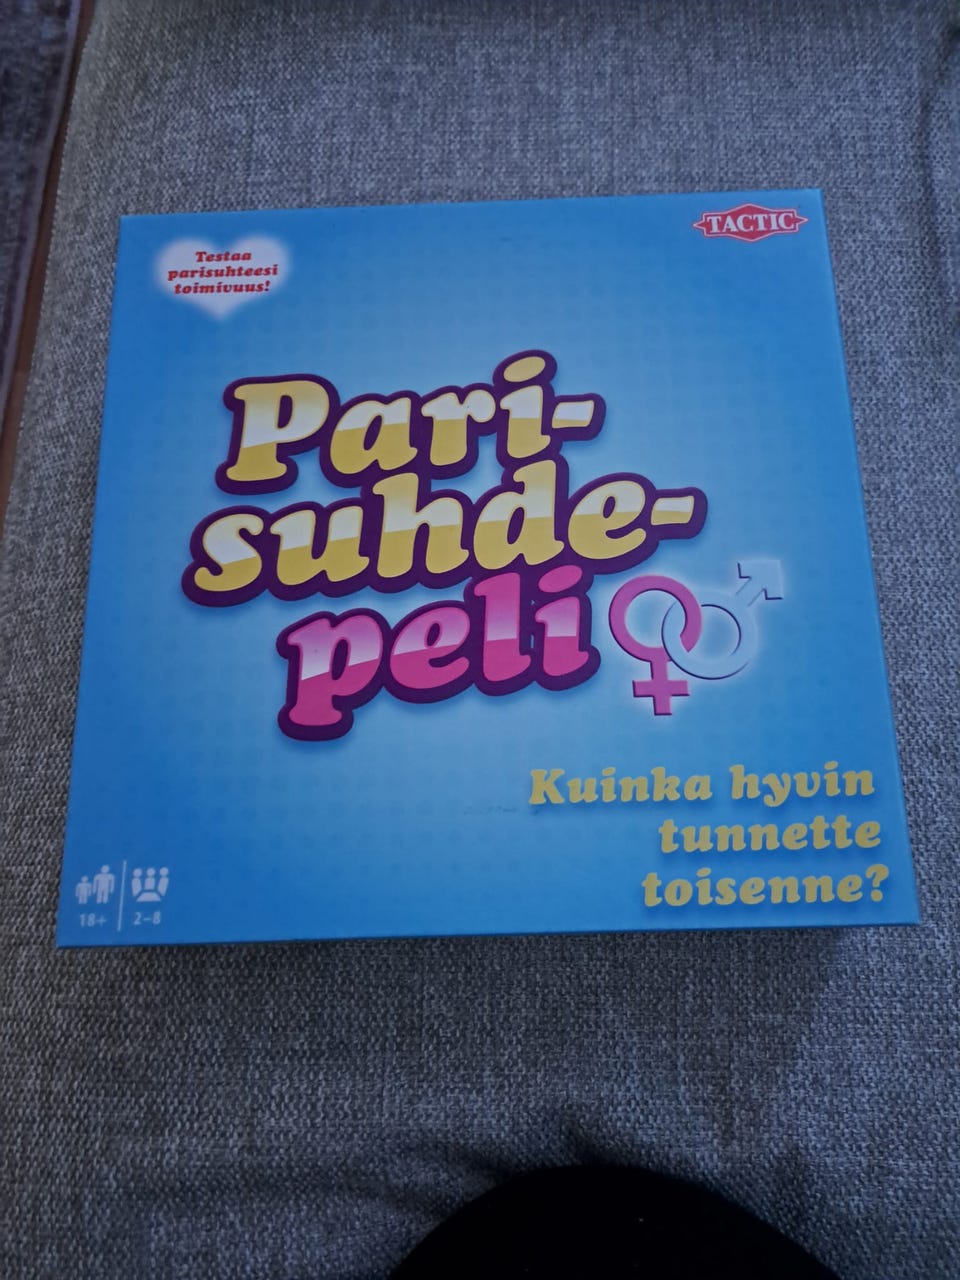 TACTIC
Testaa
parisuhteesi
toimivuus!
Pari-
suhde-
peli
Kuinka hyvin
tunnette
toisenne?
18+
2-8